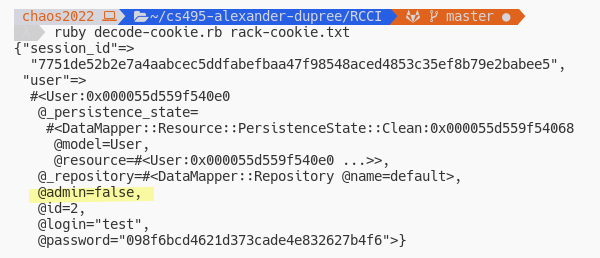 chaos2022 ~/cs495-alexander-dupree/RCCI master ●
ruby decode-cookie.rb rack-cookie.txt
{"session_id"=>
"7751de52b2e7a4aabcec5ddfabefbaa47f98548aced4853c35ef8b79e2babee5",
"user"=>
#<User:0x000055d559f540e0
@_persistence_state=
#<DataMapper::Resource::PersistenceState::Clean:0x000055d559f54068
@model=User,
@resource=#<User:0x000055d559f540e0 ...>>,
@_repository=#<DataMapper::Repository @name=default>,
@admin=false,
@id=2,
@login="test",
@password="098f6bcd4621d373cade4e832627b4f6">}